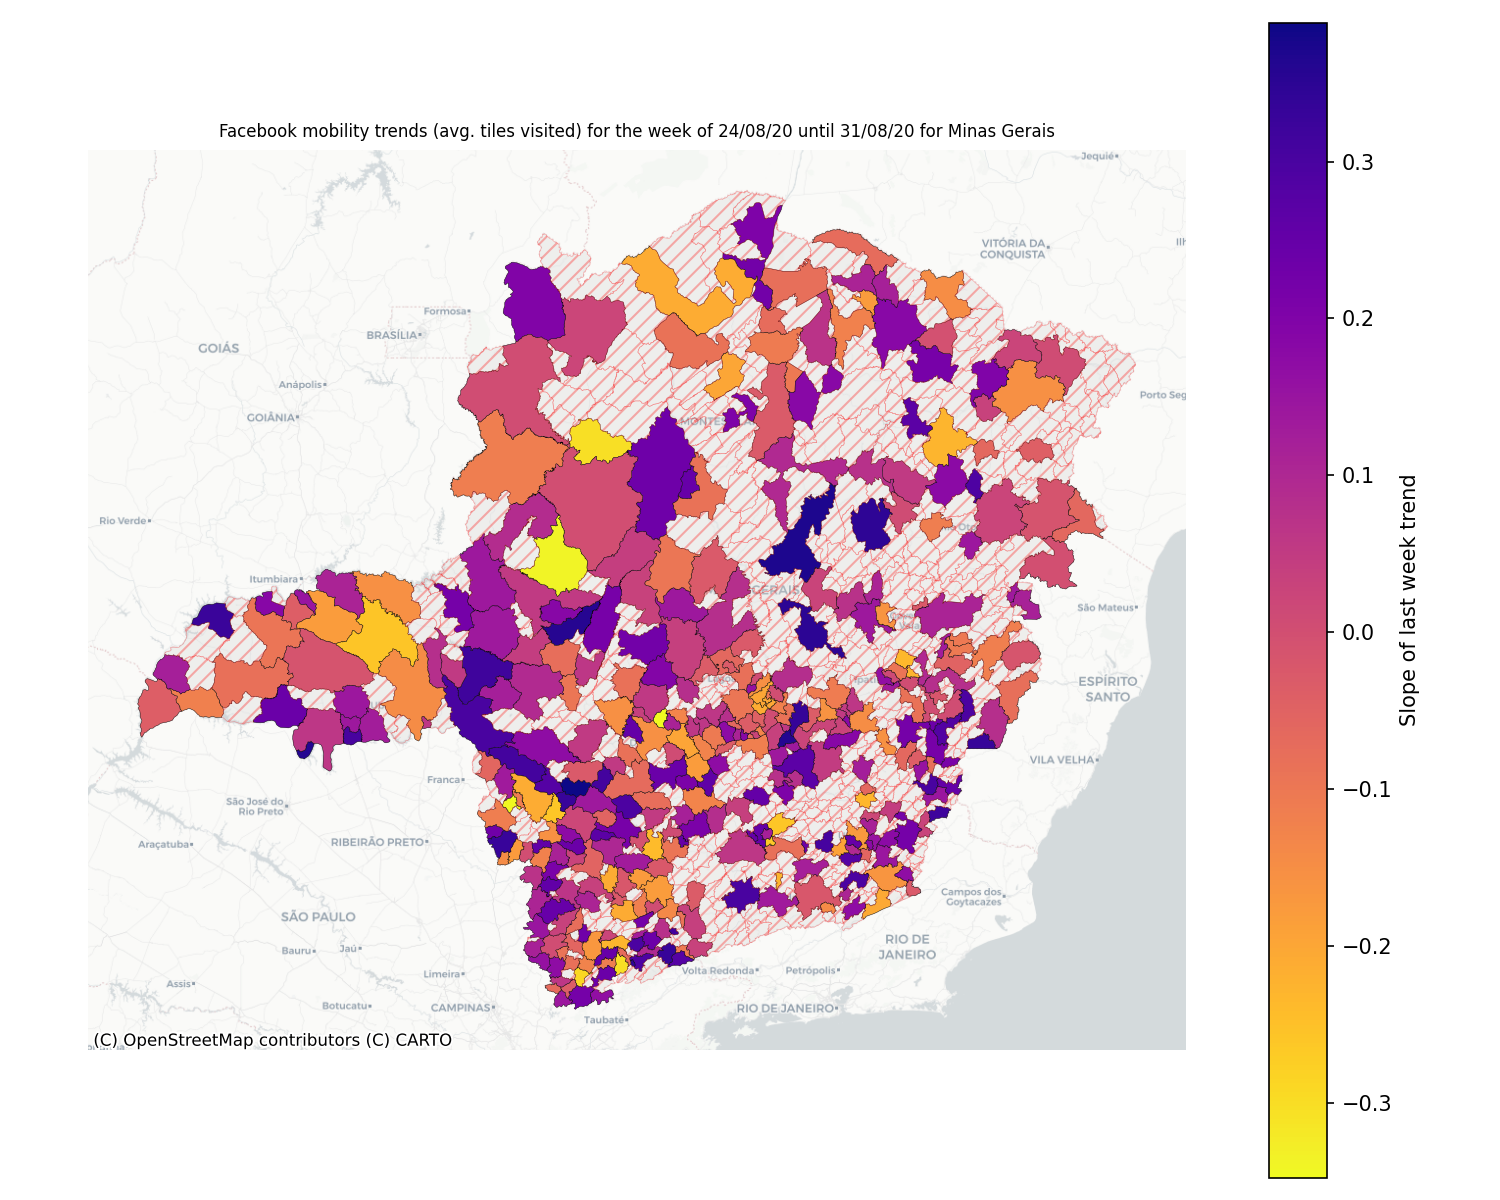 Facebook mobility trends (avg. tiles visited) for the week of 24/08/20 until 31/08/20 for Minas Gerais
Jequié
VITÓRIA DA
CONQUISTA
Formosa
BRASÍLIA
GOIÁS
Anápolis
Porto Seg
GOIÂNIA
Rio Verde
Itumbiara
GERAIS
São Mateus
ESPÍRITO
SANTO
VILA VELHA
Franca
São José do
Rio Preto
RIBEIRÃO PRETO
Araçatuba
Campos dos
Goytacazes
SÃO PAULO
RIO DE
JANEIRO
Bauru
Jaú
Limeira
Volta Redonda
Petrópolis
Assis
Botucatu
CAMPINAS
RIO DE JANEIRO
Taubaté
(C) OpenStreetMap contributors (C) CARTO
0.3
0.2
0.1
0.0
−0.1
−0.2
−0.3
Slope of last week trend